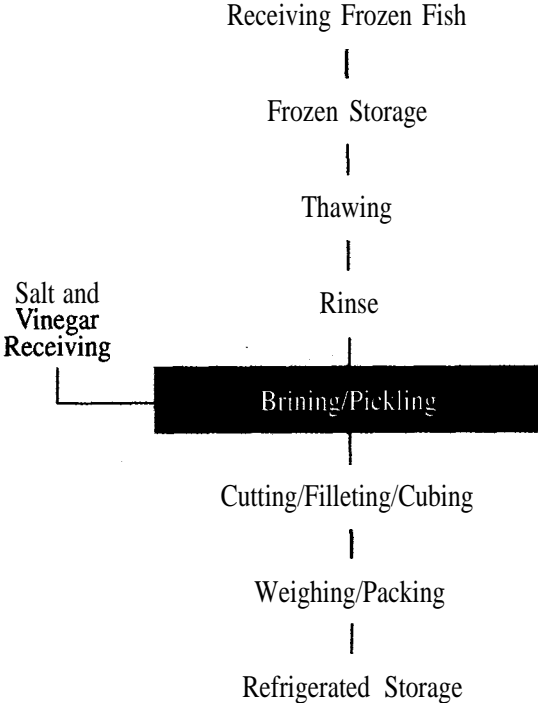 Receiving Frozen Fish
Frozen Storage
Thawing
Rinse
Salt and
Vinegar
Receiving
Brining/Pickling
Cutting/Filleting/Cubing
Weighing/Packing
Refrigerated Storage